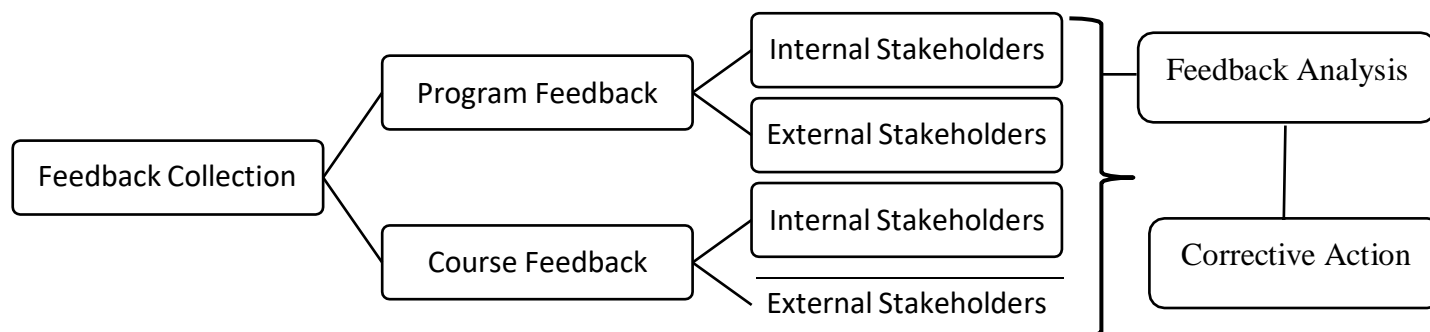 Feedback Collection
Program Feedback
Internal Stakeholders
External Stakeholders
Course Feedback
Internal Stakeholders
External Stakeholders
Feedback Analysis
Corrective Action